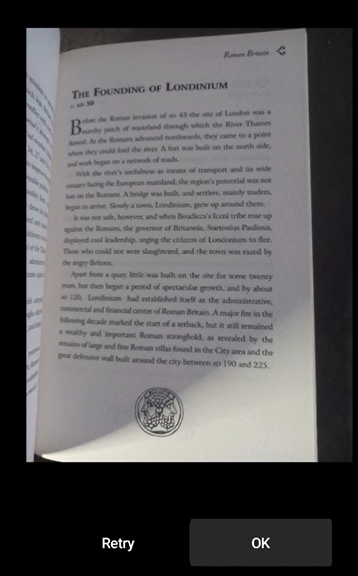 Roman Britain
THE FOUNDING OF LONDINIUM
c. AD 50
Before the Roman invasion of AD 43 the site of London was a
marshy patch of wasteland through which the River Thames
flowed. As the Romans advanced northwards, they came to a point
where they could ford the river. A fort was built on the north side,
and work began on a network of roads.
With the river's usefulness as means of transport and its wide
estuary facing the European mainland, the region's potential was not
lost on the Romans. A bridge was built, and settlers, mainly traders,
began to arrive. Slowly a town, Londinium, grew up around them.
It was not safe, however, and when Boudicca's Iceni tribe rose up
against the Romans, the governor of Britannia, Suetonius Paulinus,
displayed cool leadership, urging the citizens of Londonium to flee.
Those who could not were slaughtered, and the town was razed by
the angry Britons.
Apart from a quay, little was built on the site for some twenty
years, but then began a period of spectacular growth, and by about
AD 120, Londinium had established itself as the administrative,
commercial and financial centre of Roman Britain. A major fire in the
following decade marked the start of a setback, but it still remained
a wealthy and important Roman stronghold, as revealed by the
remains of large and fine Roman villas found in the City area and the
great defensive wall built around the city between AD 190 and 225.
Retry
OK